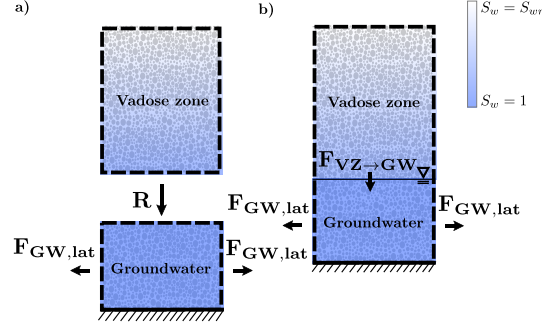 a)
Vadose zone
R
F_GW,lat
F_GW,lat
Groundwater
b)
Vadose zone
F_VZ→GW
F_GW,lat
F_GW,lat
Groundwater
S_w = S_wr
S_w = 1